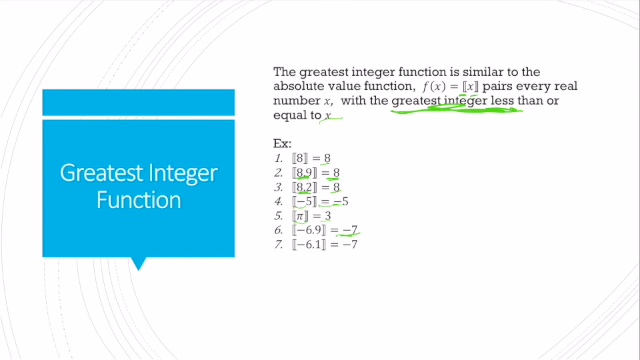 Greatest Integer
Function
The greatest integer function is similar to the
absolute value function, f(x) = ⟦x⟧ pairs every real
number x, with the greatest integer less than or
equal to x
Ex:
1. ⟦8⟧ = 8
2. ⟦8.9⟧ = 8
3. ⟦8.2⟧ = 8
4. ⟦−5⟧ = −5
5. ⟦π⟧ = 3
6. ⟦−6.9⟧ = −7
7. ⟦−6.1⟧ = −7